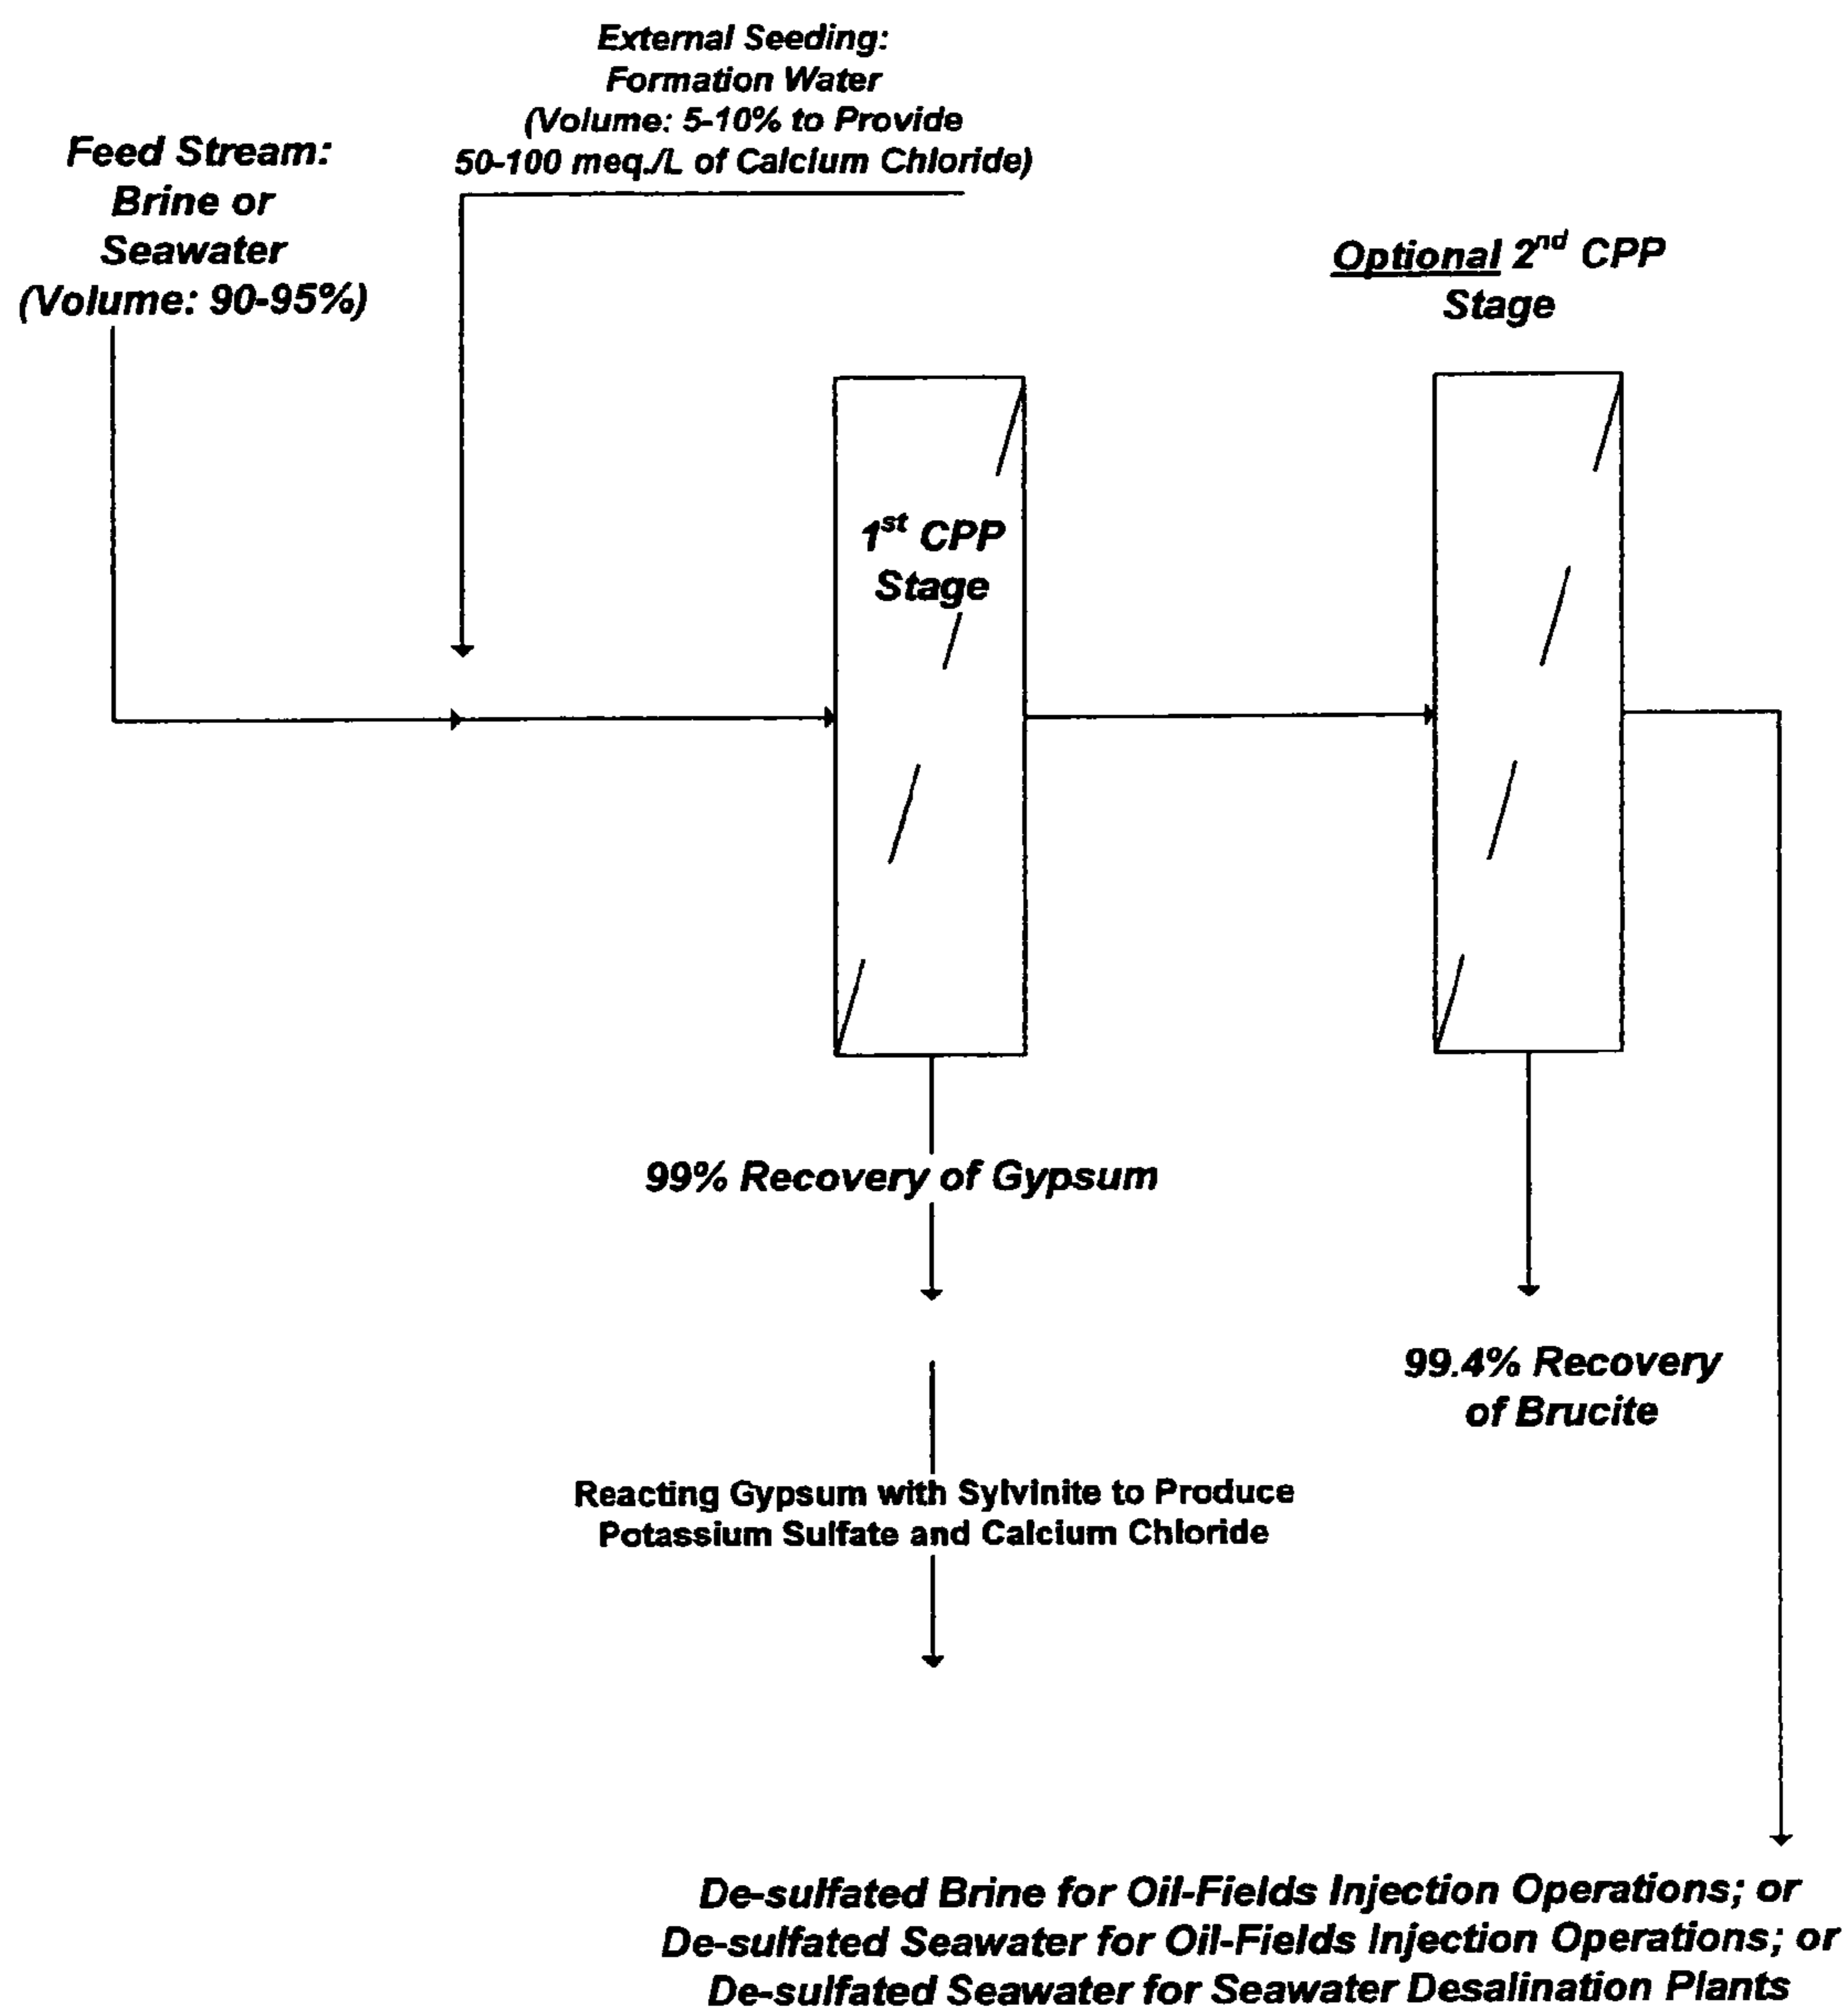 External Seeding:
Formation Water
(Volume: 5-10% to Provide
50-100 meq./L of Calcium Chloride)
Feed Stream:
Brine or
Seawater
(Volume: 90-95%)
Optional 2nd CPP
Stage
1st CPP
Stage
99% Recovery of Gypsum
99.4% Recovery
of Brucite
Reacting Gypsum with Sylvinite to Produce
Potassium Sulfate and Calcium Chloride
De-sulfated Brine for Oil-Fields Injection Operations; or
De-sulfated Seawater for Oil-Fields Injection Operations; or
De-sulfated Seawater for Seawater Desalination Plants